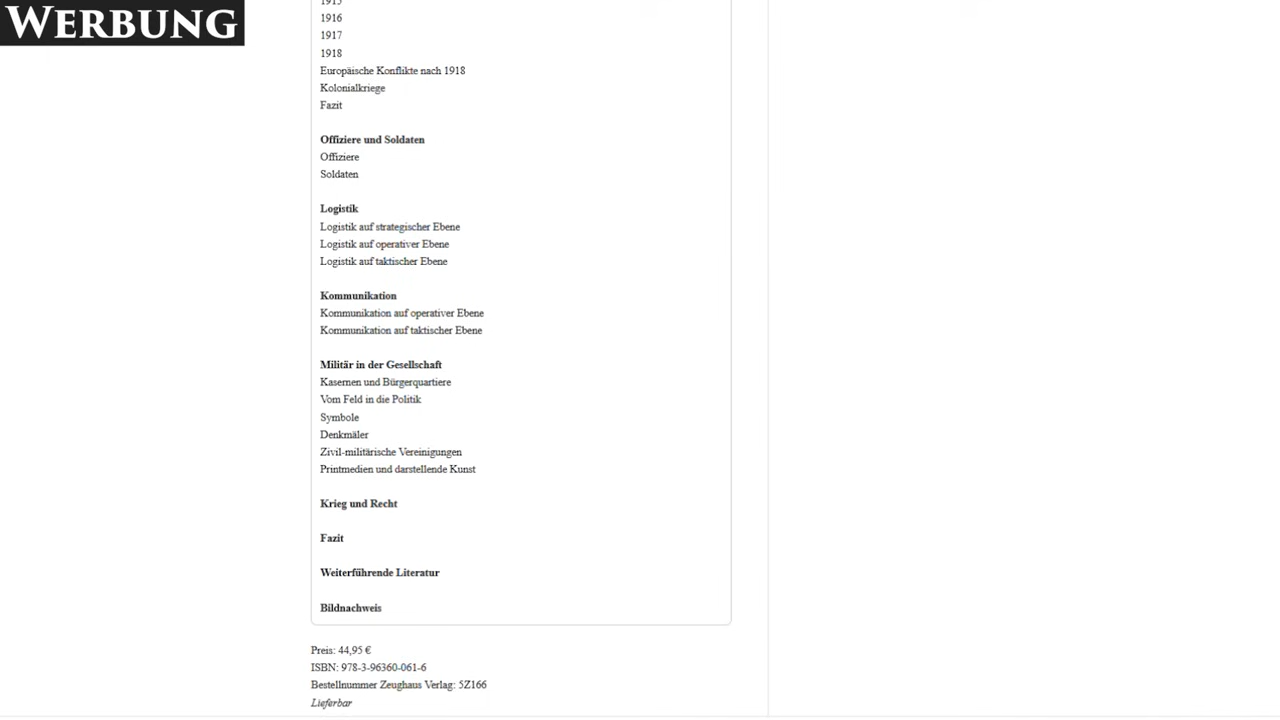 WERBUNG
1915
1916
1917
1918
Europäische Konflikte nach 1918
Kolonialkriege
Fazit
Offiziere und Soldaten
Offiziere
Soldaten
Logistik
Logistik auf strategischer Ebene
Logistik auf operativer Ebene
Logistik auf taktischer Ebene
Kommunikation
Kommunikation auf operativer Ebene
Kommunikation auf taktischer Ebene
Militär in der Gesellschaft
Kasernen und Bürgerquartiere
Vom Feld in die Politik
Symbole
Denkmäler
Zivil-militärische Vereinigungen
Printmedien und darstellende Kunst
Krieg und Recht
Fazit
Weiterführende Literatur
Bildnachweis
Preis: 44,95 €
ISBN: 978-3-96360-061-6
Bestellnummer Zeughaus Verlag: 5Z166
Lieferbar